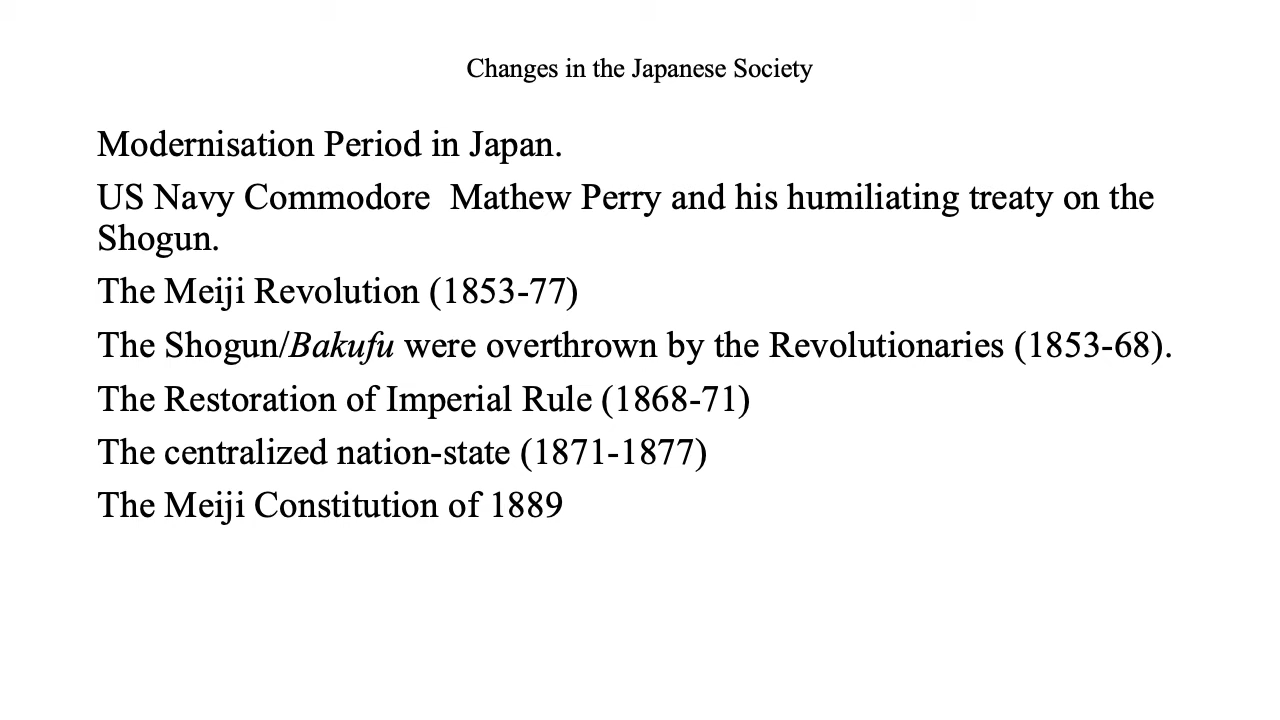 Changes in the Japanese Society
Modernisation Period in Japan.
US Navy Commodore  Mathew Perry and his humiliating treaty on the
Shogun.
The Meiji Revolution (1853-77)
The Shogun/Bakufu were overthrown by the Revolutionaries (1853-68).
The Restoration of Imperial Rule (1868-71)
The centralized nation-state (1871-1877)
The Meiji Constitution of 1889